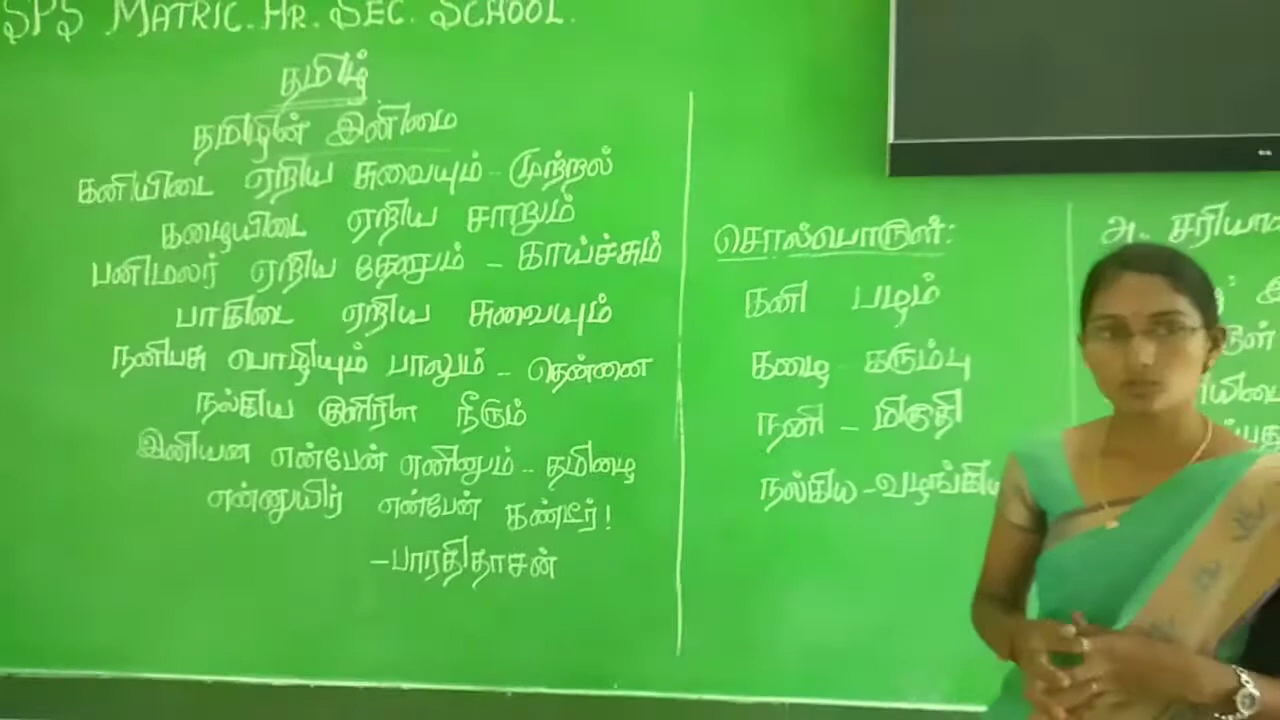 SPS MATRIC. HR. SEC. SCHOOL.
தமிழ்
தமிழின் இனிமை
கனியிடை ஏறிய சுவையும் - முற்றல்
கழையிடை ஏறிய சாறும்
பனிமலர் ஏறிய தேனும் - காய்ச்சும்
பாகிடை ஏறிய சுவையும்
நனிபசு பொழியும் பாலும் - தென்னை
நல்கிய குளிரிள நீரும்
இனியன என்பேன் எனினும் - தமிழை
என்னுயிர் என்பேன் கண்டீர்!
- பாரதிதாசன்
சொல்பொருள்:
கனி பழம்
கழை கரும்பு
நனி - மிகுதி
நல்கிய - வழங்கிய
அ. சரியா